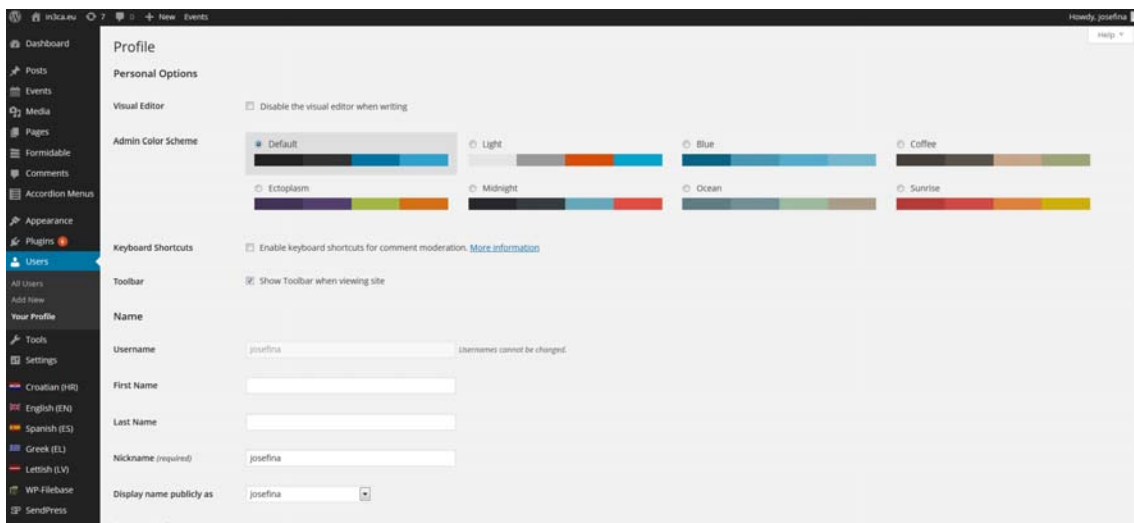 in3ca.eu 7 0 New Events Howdy, josefina
Help
Dashboard
Posts
Events
Media
Pages
Formidable
Comments
Accordion Menus
Appearance
Plugins 6
Users
All Users
Add New
Your Profile
Tools
Settings
Croatian (HR)
English (EN)
Spanish (ES)
Greek (EL)
Lettish (LV)
WP-Filebase
SendPress
Profile
Personal Options
Visual Editor Disable the visual editor when writing
Admin Color Scheme Default Light Blue Coffee
Ectoplasm Midnight Ocean Sunrise
Keyboard Shortcuts Enable keyboard shortcuts for comment moderation. More information
Toolbar Show Toolbar when viewing site
Name
Username josefina Usernames cannot be changed.
First Name
Last Name
Nickname (required) josefina
Display name publicly as josefina